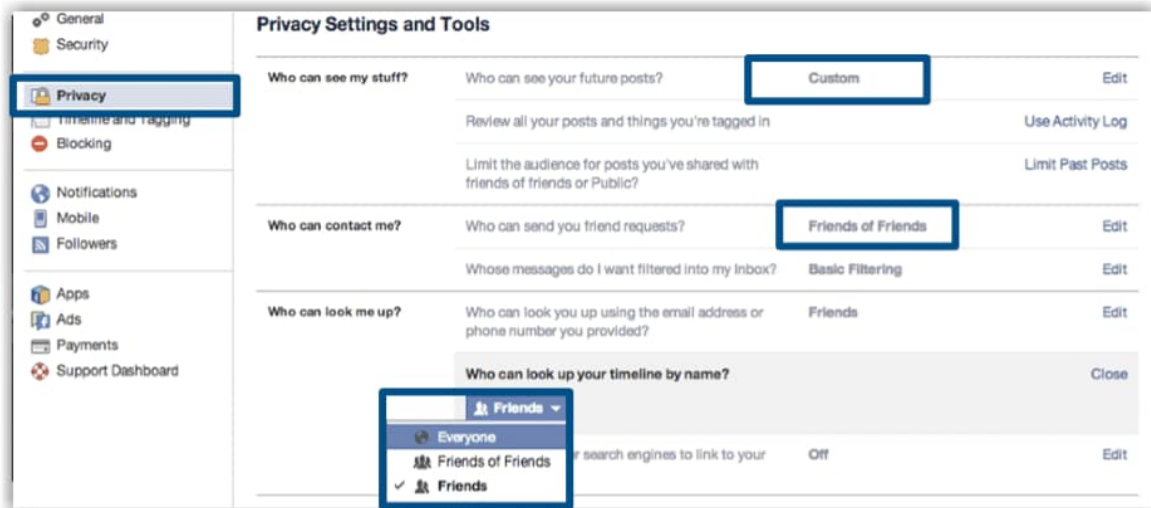 General
Security
Privacy
Timeline and Tagging
Blocking
Notifications
Mobile
Followers
Apps
Ads
Payments
Support Dashboard
Privacy Settings and Tools
Who can see my stuff?
Who can see your future posts?
Custom
Edit
Review all your posts and things you're tagged in
Use Activity Log
Limit the audience for posts you've shared with
friends of friends or Public?
Limit Past Posts
Who can contact me?
Who can send you friend requests?
Friends of Friends
Edit
Whose messages do I want filtered into my Inbox?
Basic Filtering
Edit
Who can look me up?
Who can look you up using the email address or
phone number you provided?
Friends
Edit
Who can look up your timeline by name?
Close
Friends
Everyone
Friends of Friends
Friends
search engines to link to your
Off
Edit